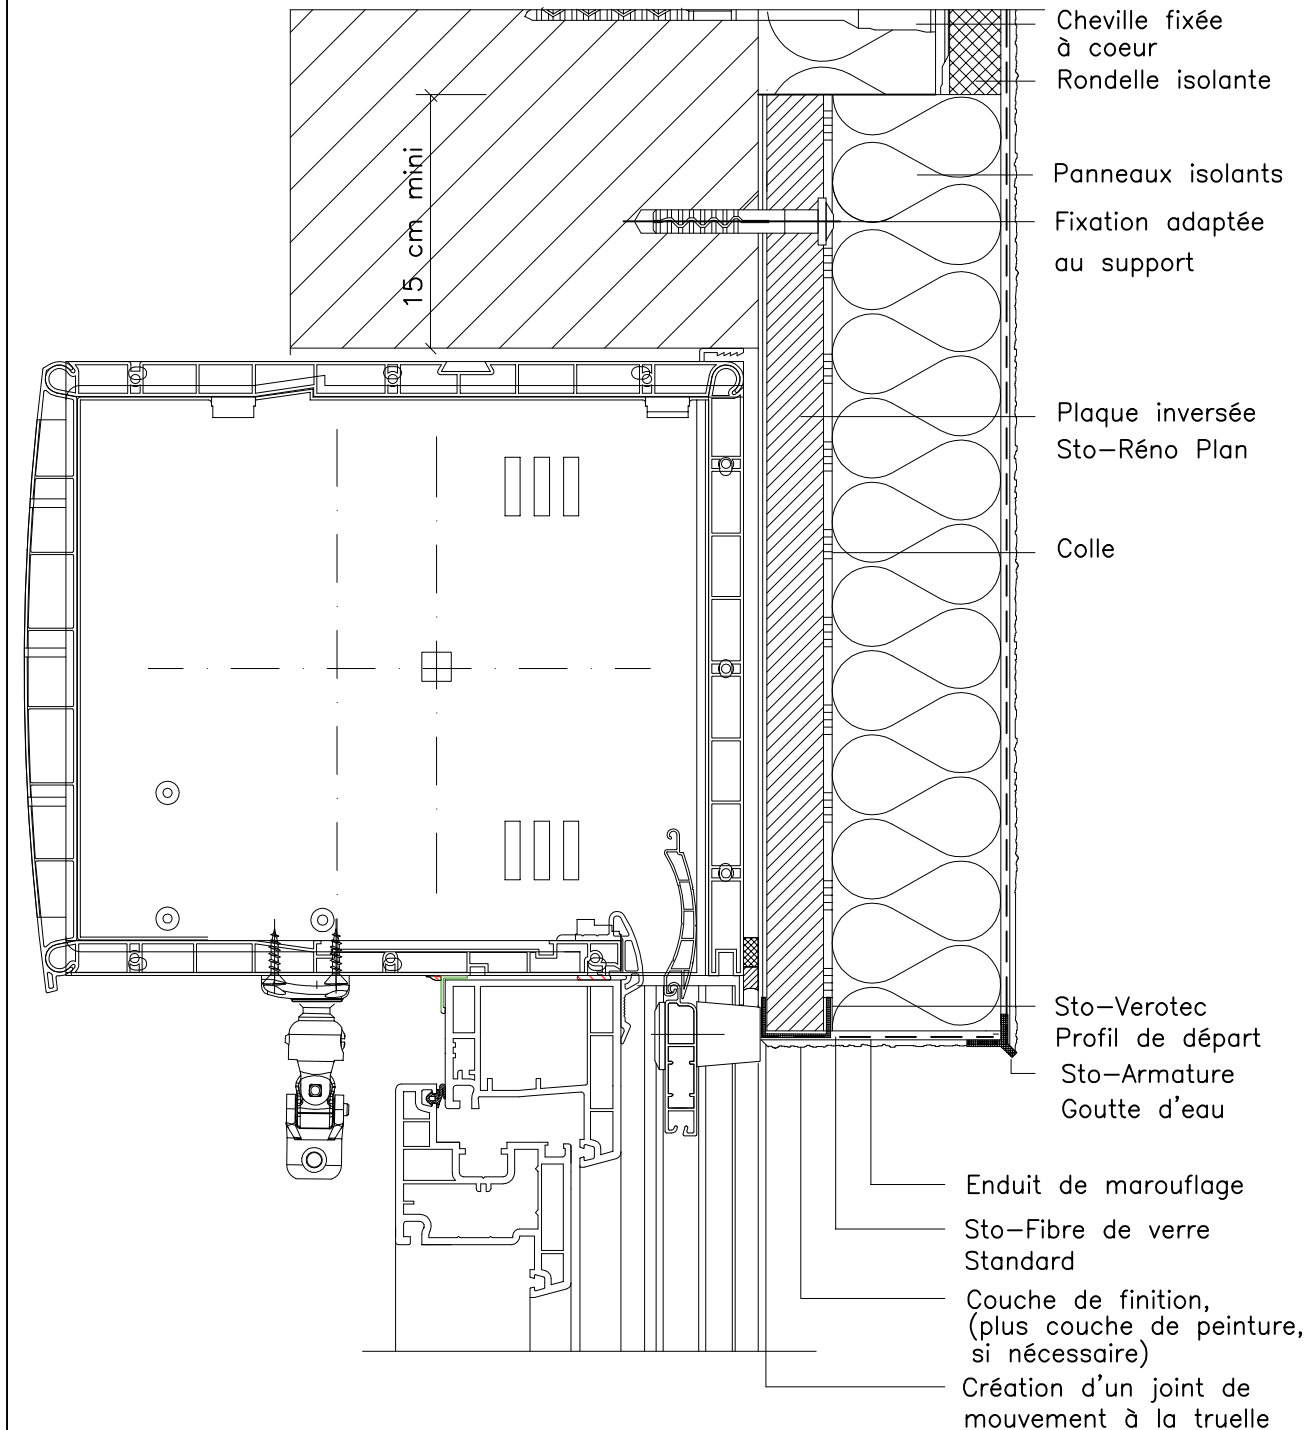 Cheville fixée
à coeur
Rondelle isolante
15 cm mini
Panneaux isolants
Fixation adaptée
au support
Plaque inversée
Sto-Réno Plan
Colle
Sto-Verotec
Profil de départ
Sto-Armature
Goutte d'eau
Enduit de marouflage
Sto-Fibre de verre
Standard
Couche de finition,
(plus couche de peinture,
si nécessaire)
Création d'un joint de
mouvement à la truelle